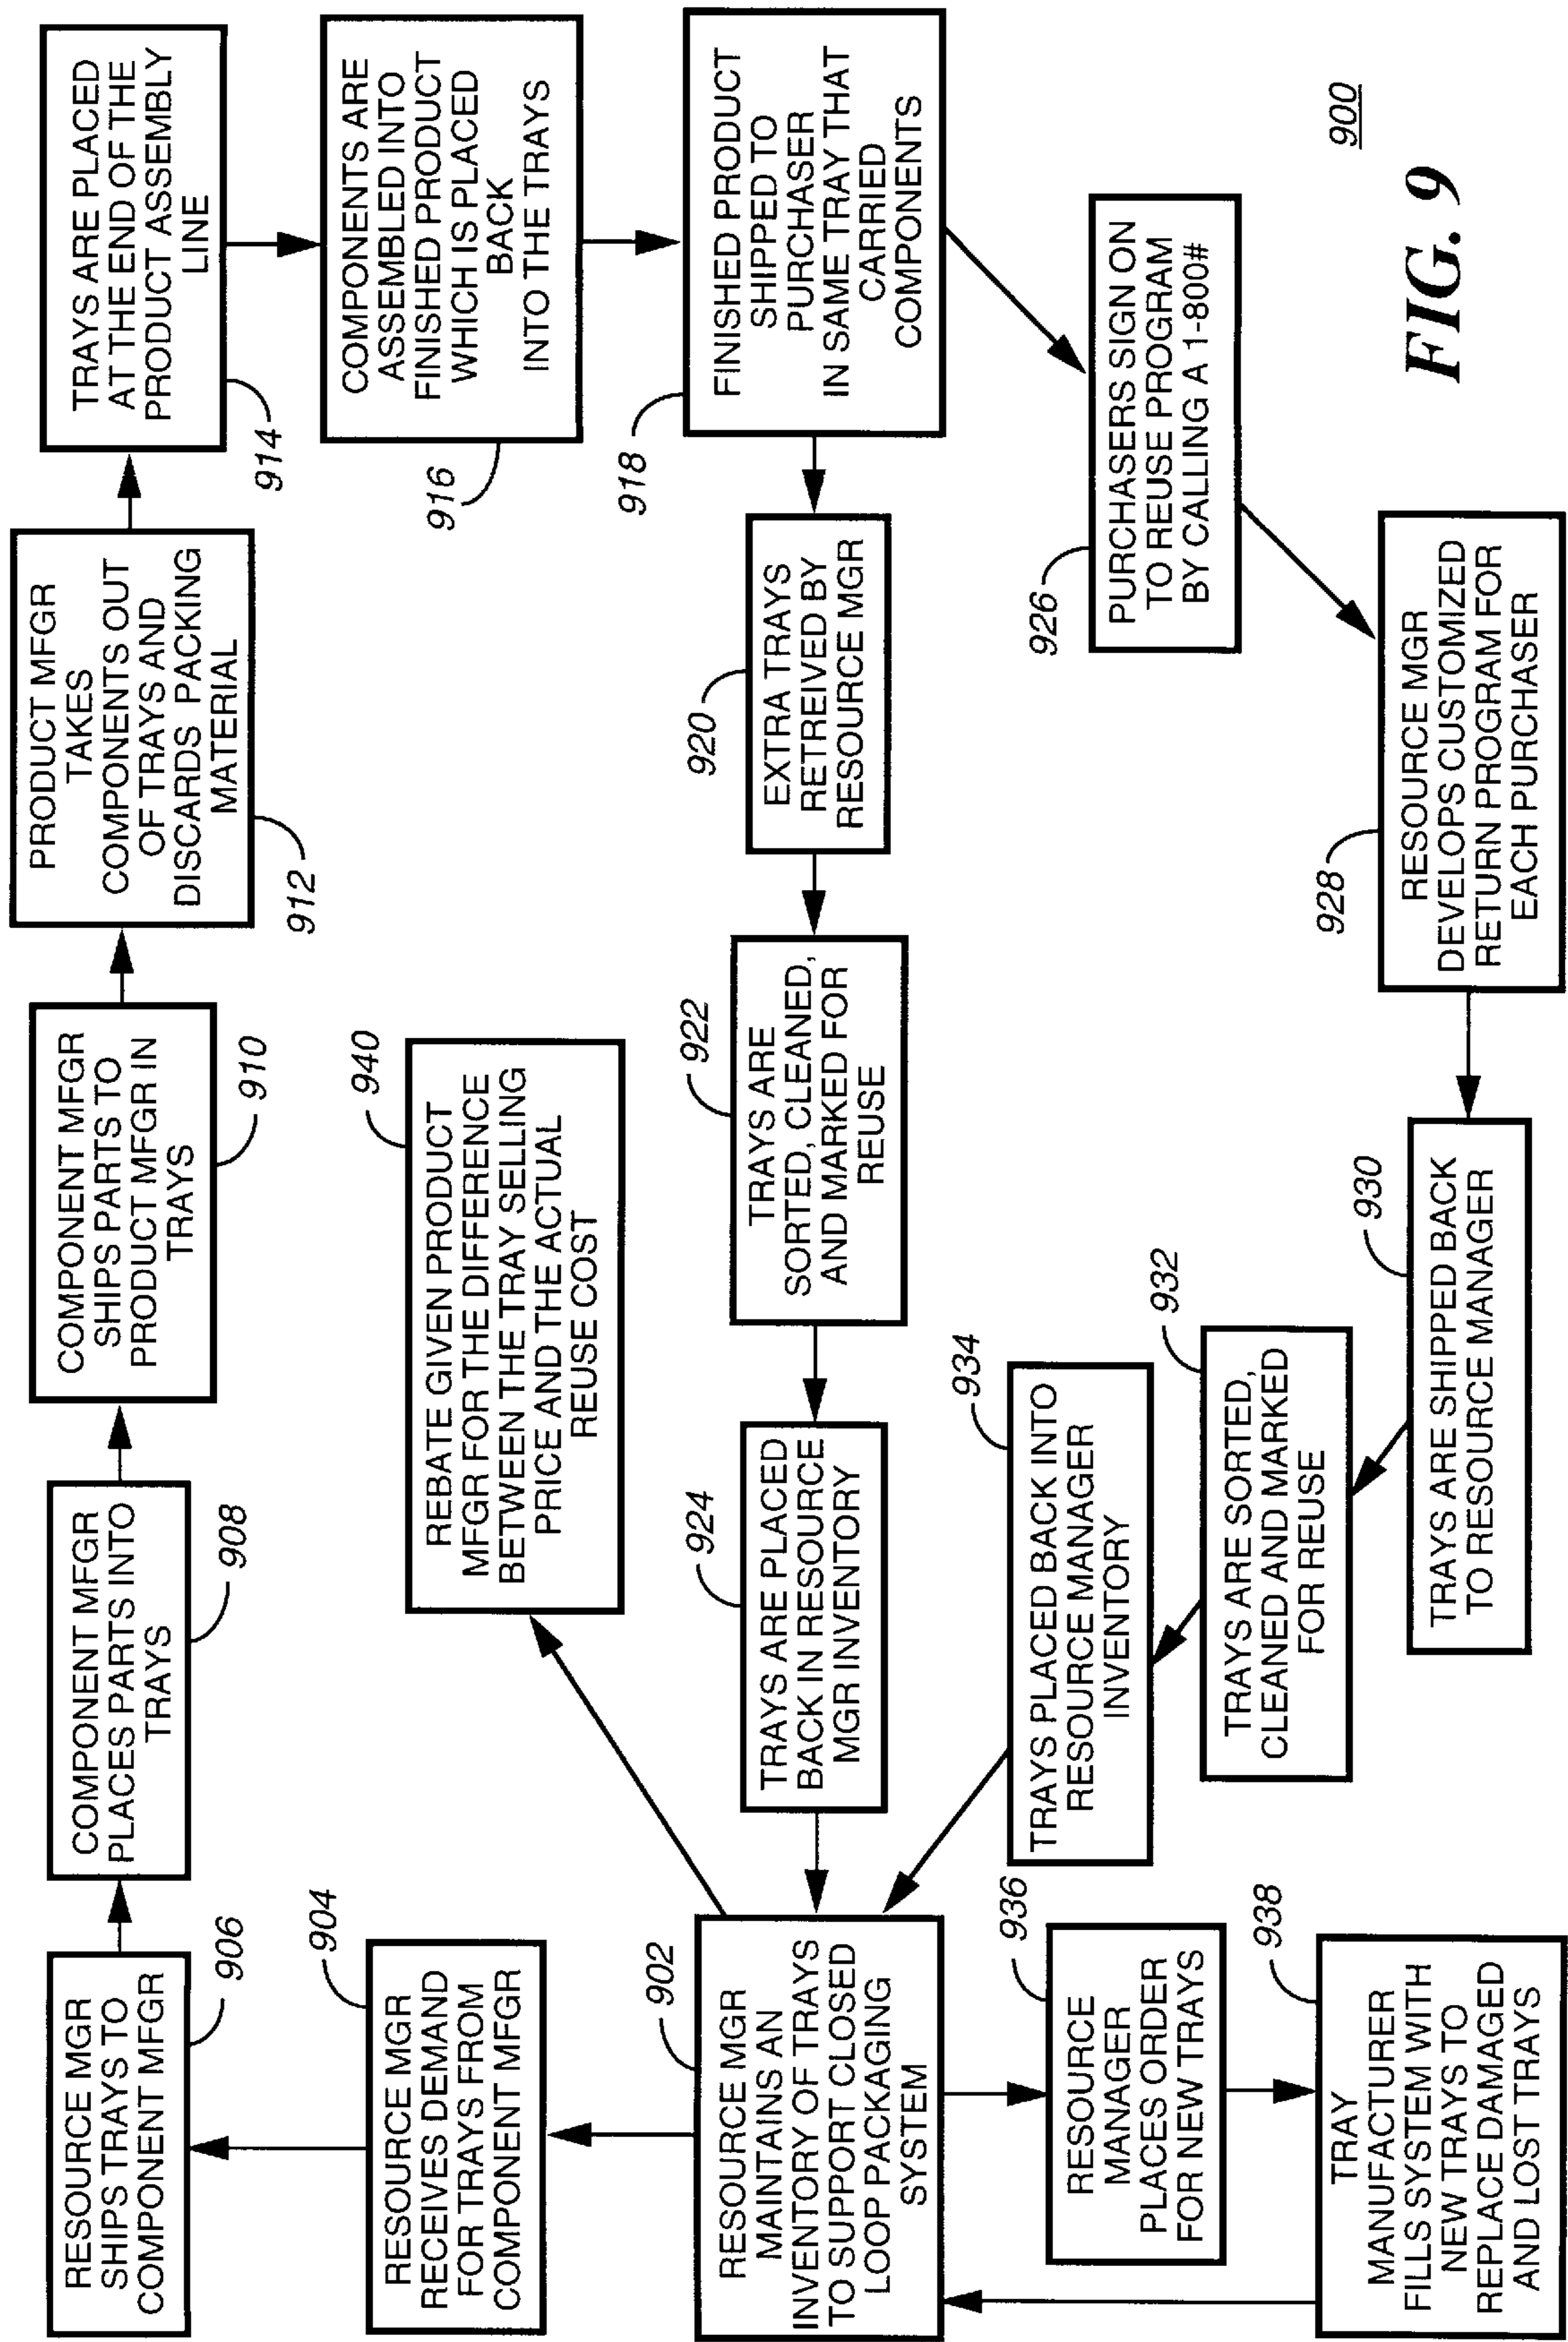 RESOURCE MGR
SHIPS TRAYS TO
COMPONENT MFGR
906
COMPONENT MFGR
PLACES PARTS INTO
TRAYS
908
COMPONENT MFGR
SHIPS PARTS TO
PRODUCT MFGR IN
TRAYS
910
PRODUCT MFGR
TAKES
COMPONENTS OUT
OF TRAYS AND
DISCARDS PACKING
MATERIAL
912
TRAYS ARE PLACED
AT THE END OF THE
PRODUCT ASSEMBLY
LINE
914
904
RESOURCE MGR
RECEIVES DEMAND
FOR TRAYS FROM
COMPONENT MFGR
940
REBATE GIVEN PRODUCT
MFGR FOR THE DIFFERENCE
BETWEEN THE TRAY SELLING
PRICE AND THE ACTUAL
REUSE COST
COMPONENTS ARE
ASSEMBLED INTO
FINISHED PRODUCT
WHICH IS PLACED
BACK
INTO THE TRAYS
916
902
RESOURCE MGR
MAINTAINS AN
INVENTORY OF TRAYS
TO SUPPORT CLOSED
LOOP PACKAGING
SYSTEM
924
TRAYS ARE PLACED
BACK IN RESOURCE
MGR INVENTORY
922
TRAYS ARE
SORTED, CLEANED,
AND MARKED FOR
REUSE
920
EXTRA TRAYS
RETREIVED BY
RESOURCE MGR
918
FINISHED PRODUCT
SHIPPED TO
PURCHASER
IN SAME TRAY THAT
CARRIED
COMPONENTS
936
RESOURCE
MANAGER
PLACES ORDER
FOR NEW TRAYS
934
TRAYS PLACED BACK INTO
RESOURCE MANAGER
INVENTORY
932
TRAYS ARE SORTED,
CLEANED AND MARKED
FOR REUSE
926
PURCHASERS SIGN ON
TO REUSE PROGRAM
BY CALLING A 1-800#
938
TRAY
MANUFACTURER
FILLS SYSTEM WITH
NEW TRAYS TO
REPLACE DAMAGED
AND LOST TRAYS
930
TRAYS ARE SHIPPED BACK
TO RESOURCE MANAGER
928
RESOURCE MGR
DEVELOPS CUSTOMIZED
RETURN PROGRAM FOR
EACH PURCHASER
900
FIG. 9